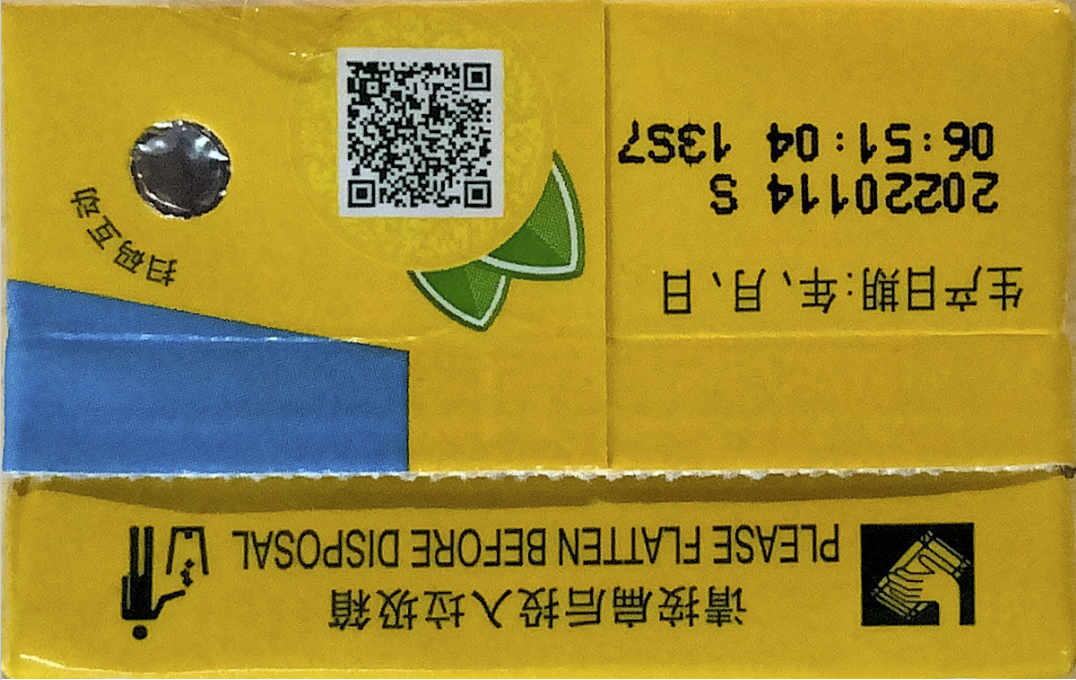 请按扁后投入垃圾箱
PLEASE FLATTEN BEFORE DISPOSAL
生产日期:年、月、日
20220114 S
06:51:04 13S7
扫码互动